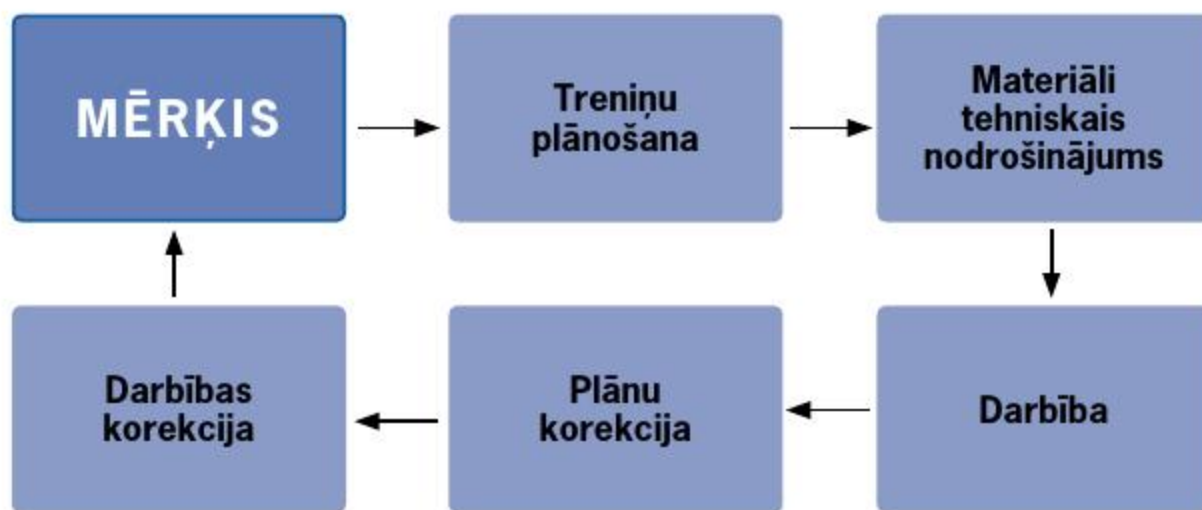 MĒRĶIS
Treniņu
plānošana
Materiāli
tehniskais
nodrošinājums
Darbības
korekcija
Plānu
korekcija
Darbība